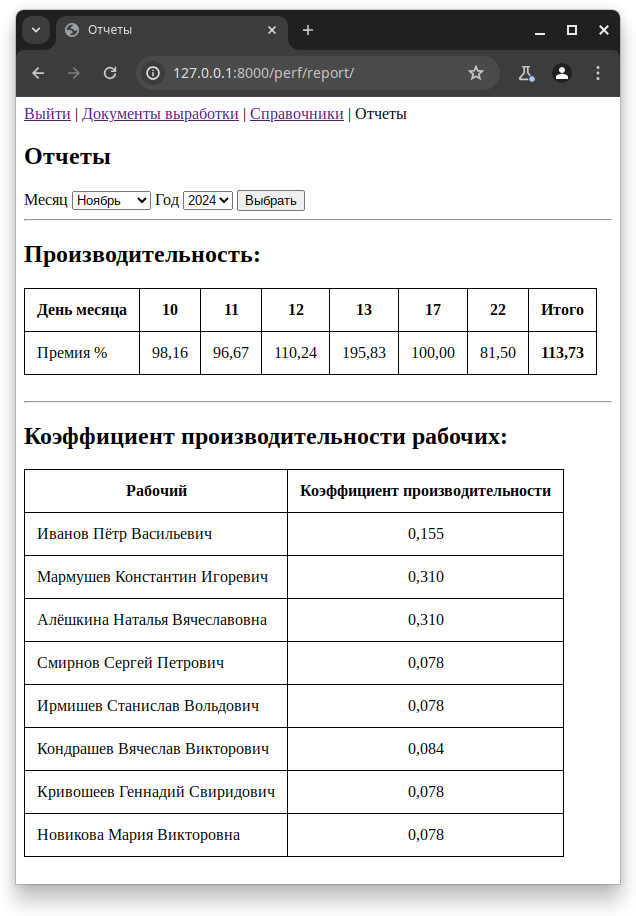 Отчеты
127.0.0.1:8000/perf/report/
Выйти | Документы выработки | Справочники | Отчеты
Отчеты
Месяц Ноябрь Год 2024 Выбрать
Производительность:
День месяца 10 11 12 13 17 22 Итого
Премия % 98,16 96,67 110,24 195,83 100,00 81,50 113,73
Коэффициент производительности рабочих:
Рабочий Коэффициент производительности
Иванов Пётр Васильевич 0,155
Мармушев Константин Игоревич 0,310
Алёшкина Наталья Вячеславовна 0,310
Смирнов Сергей Петрович 0,078
Ирмишев Станислав Вольдович 0,078
Кондрашев Вячеслав Викторович 0,084
Кривошеев Геннадий Свиридович 0,078
Новикова Мария Викторовна 0,078